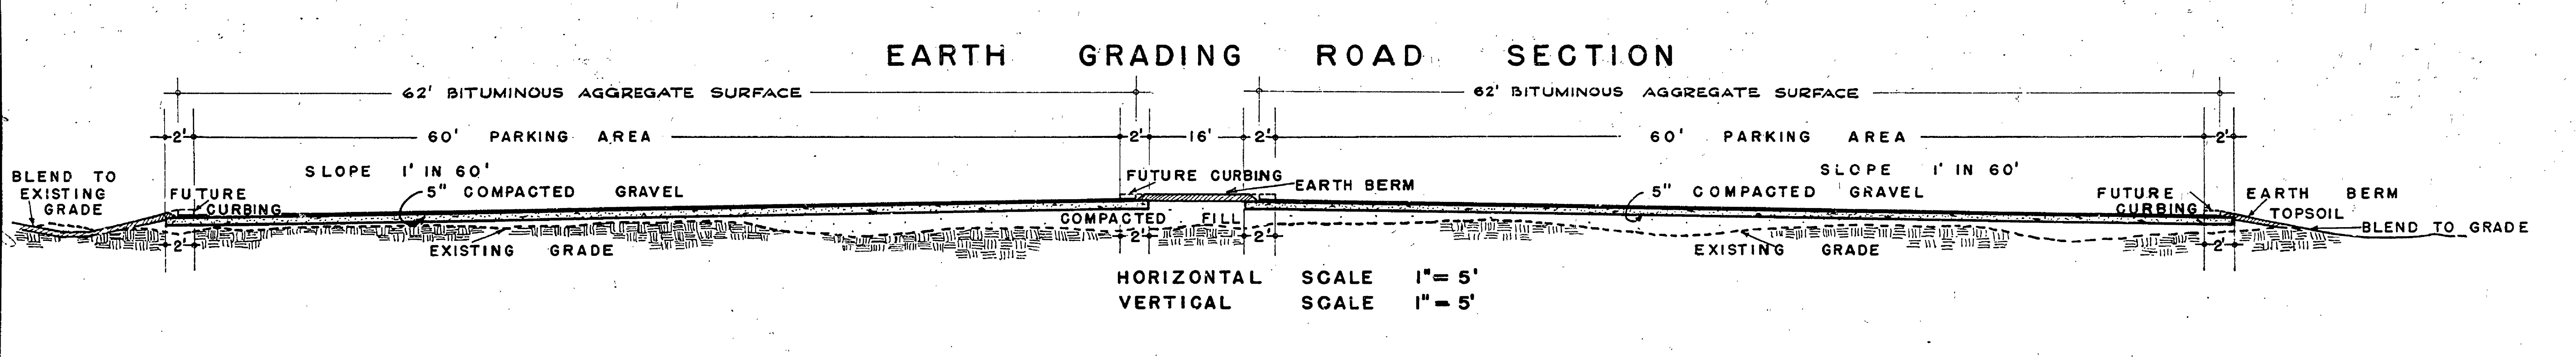 EARTH GRADING ROAD SECTION
62' BITUMINOUS AGGREGATE SURFACE
62' BITUMINOUS AGGREGATE SURFACE
2' 60' PARKING AREA 2' 16' 2' 60' PARKING AREA 2'
SLOPE 1' IN 60'
SLOPE 1' IN 60'
BLEND TO
EXISTING
GRADE
FUTURE
CURBING
5" COMPACTED GRAVEL
FUTURE CURBING
EARTH BERM
5" COMPACTED GRAVEL
FUTURE
CURBING
EARTH BERM
TOPSOIL
BLEND TO GRADE
COMPACTED FILL
2'
EXISTING GRADE
2'
2'
EXISTING GRADE
2'
HORIZONTAL SCALE 1"= 5'
VERTICAL SCALE 1"= 5'